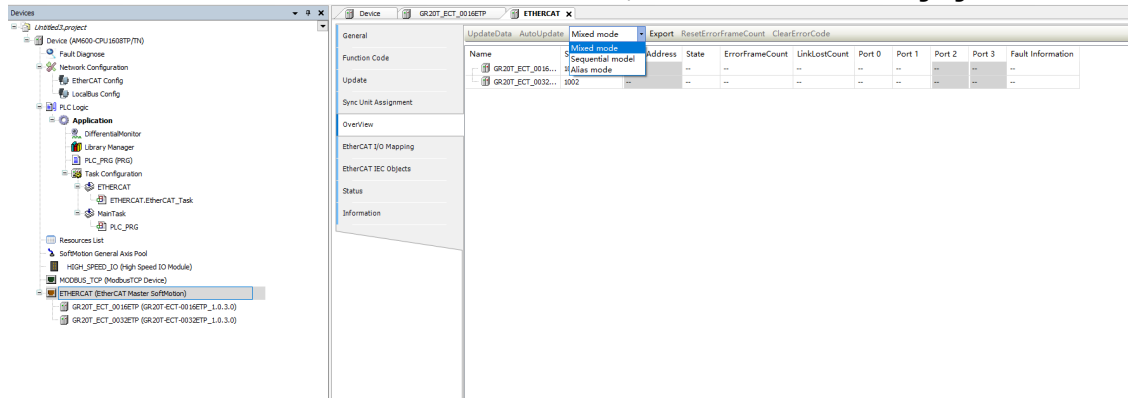 Devices
Untitled3.project
Device (AM600-CPU1608TP/TN)
Fault Diagnose
Network Configuration
EtherCAT Config
LocalBus Config
PLC Logic
Application
DifferentialMonitor
Library Manager
PLC_PRG (PRG)
Task Configuration
ETHERCAT
ETHERCAT.EtherCAT_Task
MainTask
PLC_PRG
Resources List
SoftMotion General Axis Pool
HIGH_SPEED_IO (High Speed IO Module)
MODBUS_TCP (ModbusTCP Device)
ETHERCAT (EtherCAT Master SoftMotion)
GR20T_ECT_0016ETP (GR20T-ECT-0016ETP_1.0.3.0)
GR20T_ECT_0032ETP (GR20T-ECT-0032ETP_1.0.3.0)
Device GR20T_ECT_0016ETP ETHERCAT
General
Function Code
Update
Sync Unit Assignment
OverView
EtherCAT I/O Mapping
EtherCAT IEC Objects
Status
Information
UpdateData AutoUpdate Mixed mode Export ResetErrorFrameCount ClearErrorCode
Mixed mode
Sequential model
Alias mode
Name Address State ErrorFrameCount LinkLostCount Port 0 Port 1 Port 2 Port 3 Fault Information
GR20T_ECT_0016... -- -- -- -- -- -- -- --
GR20T_ECT_0032... 1002 -- -- -- -- -- -- -- -- --